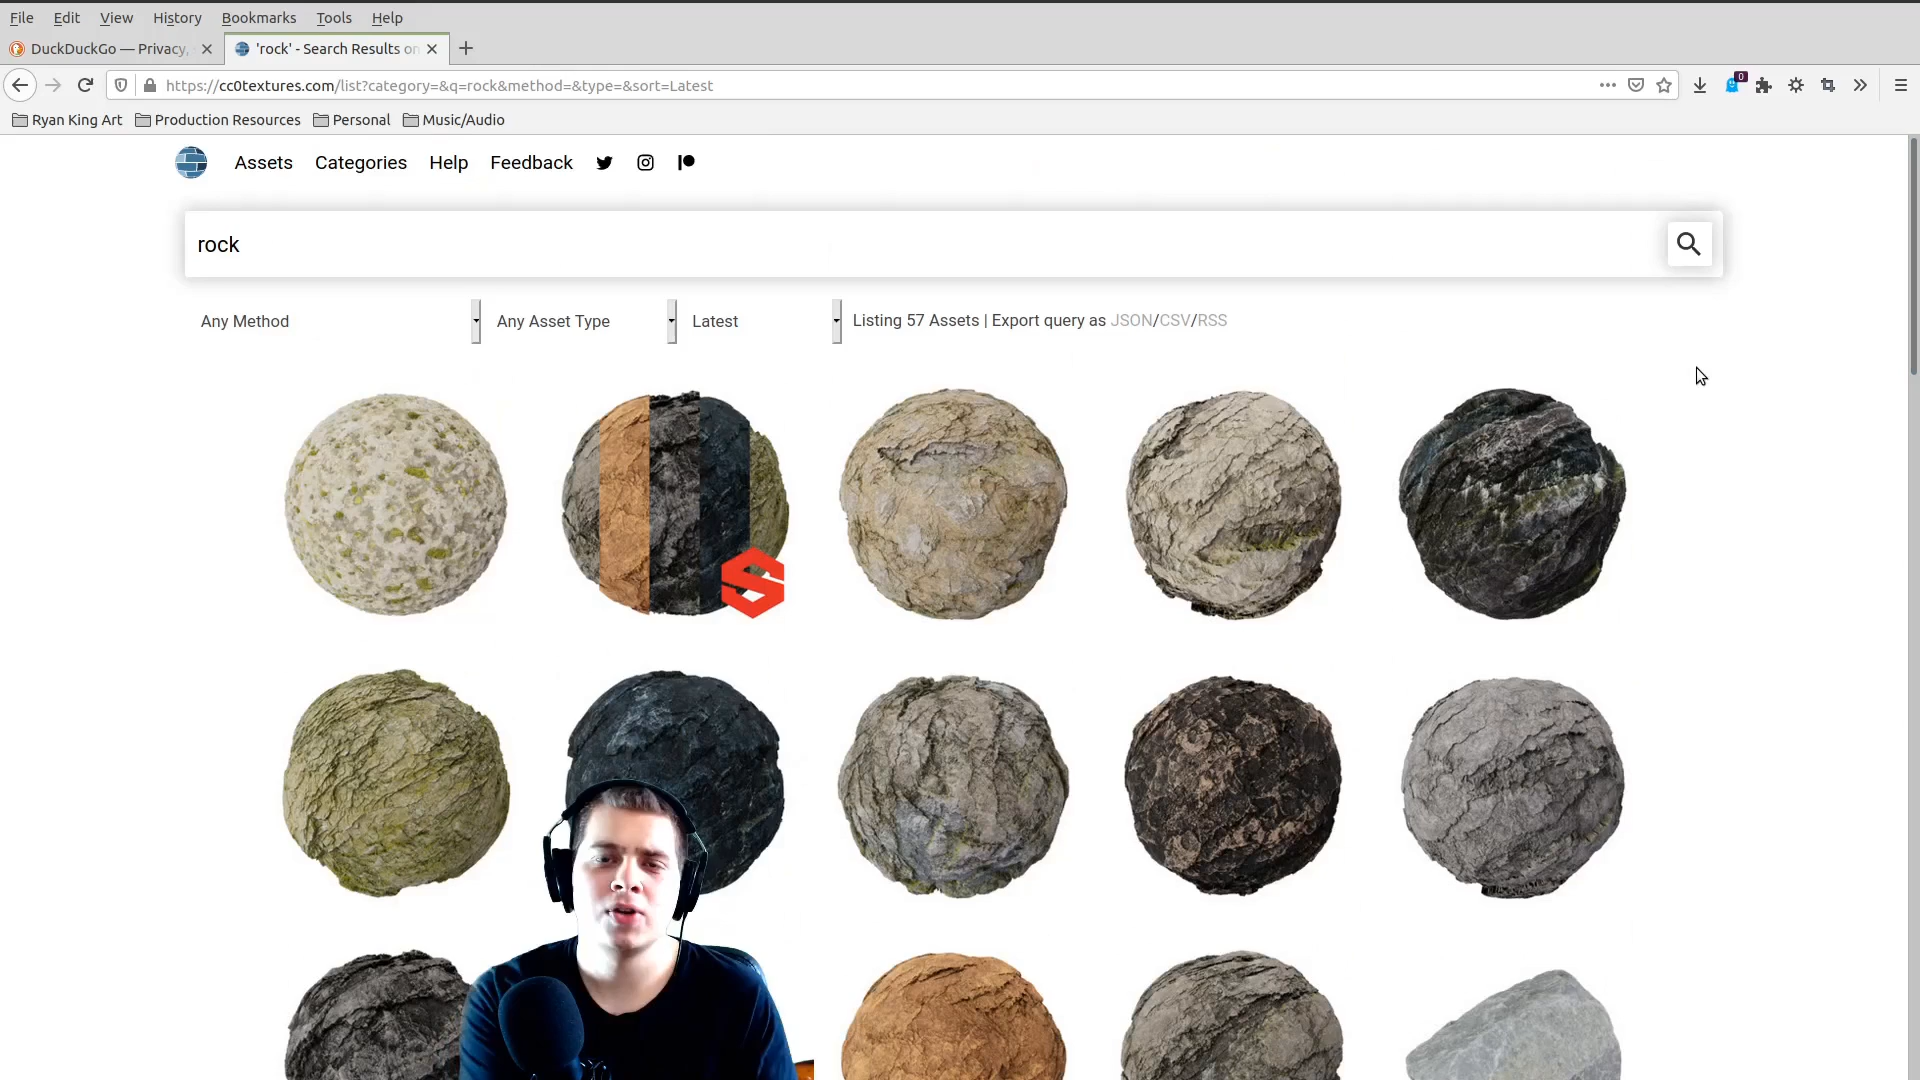 File Edit View History Bookmarks Tools Help
DuckDuckGo — Privacy, 'rock' - Search Results on
https://cc0textures.com/list?category=&q=rock&method=&type=&sort=Latest 0
Ryan King Art Production Resources Personal Music/Audio
Assets Categories Help Feedback
rock
Any Method Any Asset Type Latest Listing 57 Assets | Export query as JSON/CSV/RSS